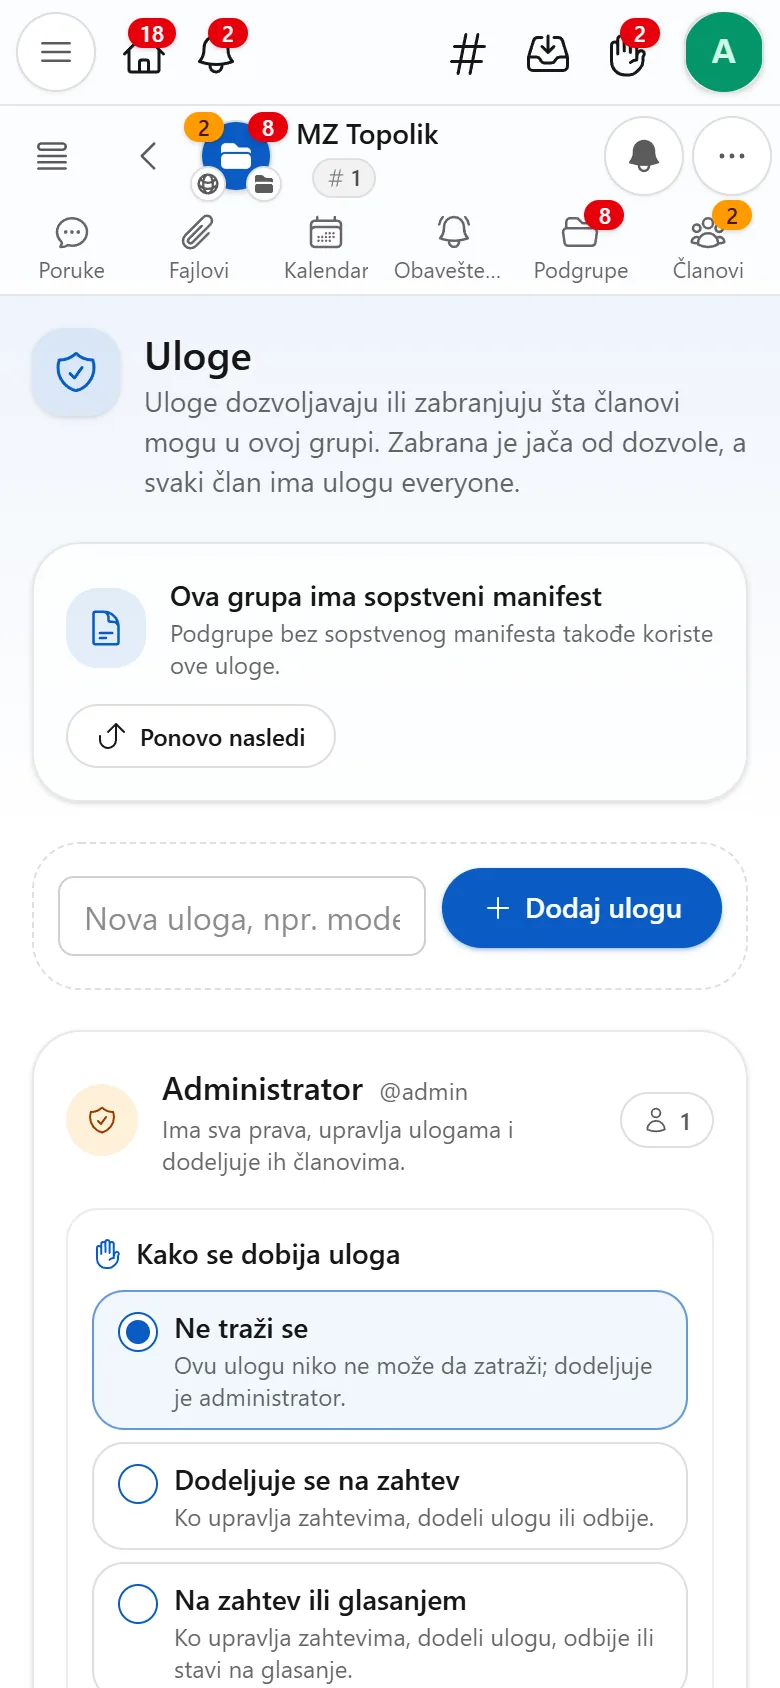 18
2
2
A
2
8
MZ Topolik
# 1
Poruke
Fajlovi
Kalendar
Obavešte...
8
Podgrupe
2
Članovi
Uloge
Uloge dozvoljavaju ili zabranjuju šta članovi
mogu u ovoj grupi. Zabrana je jača od dozvole, a
svaki član ima ulogu everyone.
Ova grupa ima sopstveni manifest
Podgrupe bez sopstvenog manifesta takođe koriste
ove uloge.
Ponovo nasledi
Nova uloga, npr. mode
Dodaj ulogu
Administrator @admin
Ima sva prava, upravlja ulogama i
dodeljuje ih članovima.
1
Kako se dobija uloga
Ne traži se
Ovu ulogu niko ne može da zatraži; dodeljuje
je administrator.
Dodeljuje se na zahtev
Ko upravlja zahtevima, dodeli ulogu ili odbije.
Na zahtev ili glasanjem
Ko upravlja zahtevima, dodeli ulogu, odbije ili
stavi na glasanje.